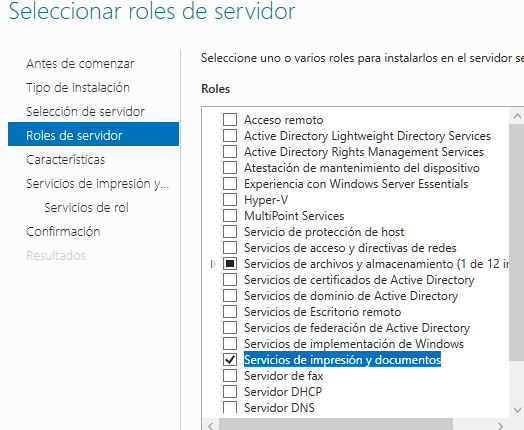 Seleccionar roles de servidor
Antes de comenzar
Tipo de instalación
Selección de servidor
Roles de servidor
Características
Servicios de impresión y...
Servicios de rol
Confirmación
Resultados
Seleccione uno o varios roles para instalarlos en el servidor se
Roles
Acceso remoto
Active Directory Lightweight Directory Services
Active Directory Rights Management Services
Atestación de mantenimiento del dispositivo
Experiencia con Windows Server Essentials
Hyper-V
MultiPoint Services
Servicio de protección de host
Servicios de acceso y directivas de redes
Servicios de archivos y almacenamiento (1 de 12 in
Servicios de certificados de Active Directory
Servicios de dominio de Active Directory
Servicios de Escritorio remoto
Servicios de federación de Active Directory
Servicios de implementación de Windows
Servicios de impresión y documentos
Servidor de fax
Servidor DHCP
Servidor DNS